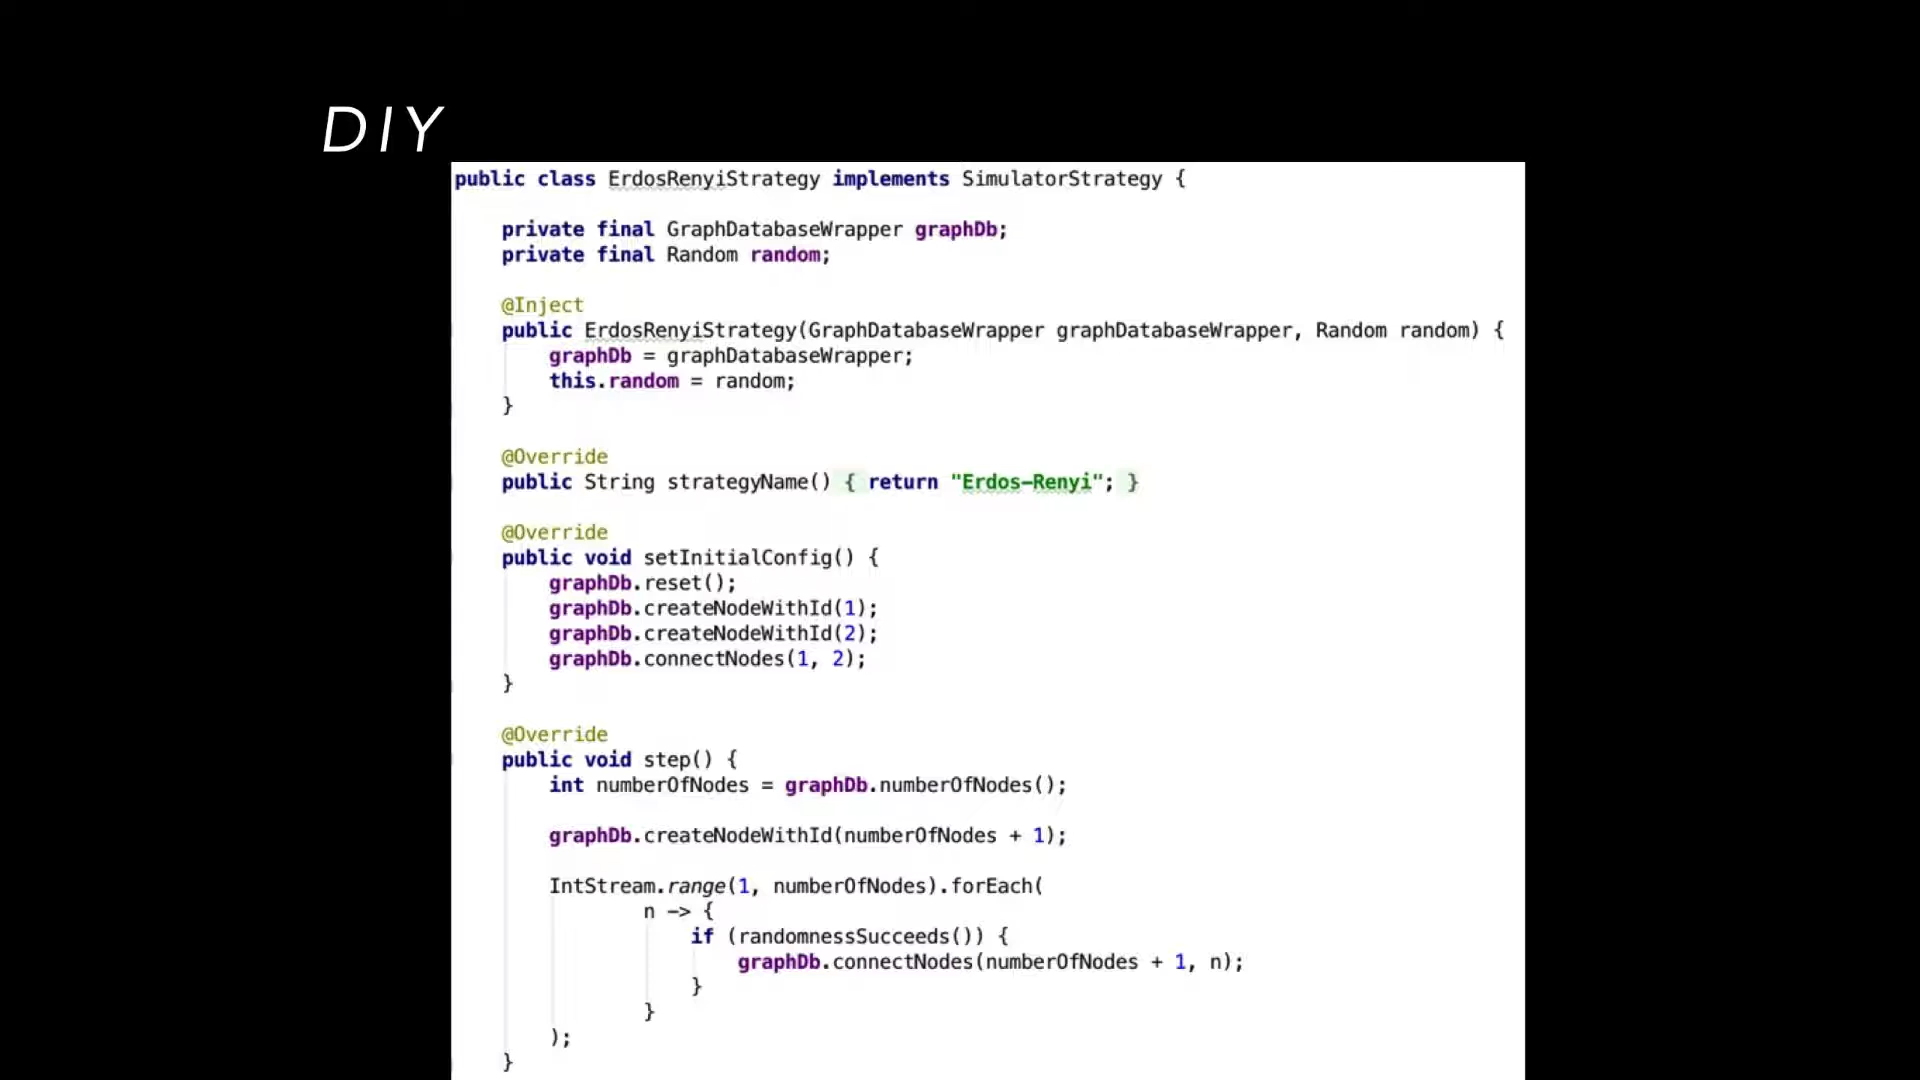 DIY
public class ErdosRenyiStrategy implements SimulatorStrategy {
private final GraphDatabaseWrapper graphDb;
private final Random random;
@Inject
public ErdosRenyiStrategy(GraphDatabaseWrapper graphDatabaseWrapper, Random random) {
graphDb = graphDatabaseWrapper;
this.random = random;
}
@Override
public String strategyName() { return "Erdos-Renyi"; }
@Override
public void setInitialConfig() {
graphDb.reset();
graphDb.createNodeWithId(1);
graphDb.createNodeWithId(2);
graphDb.connectNodes(1, 2);
}
@Override
public void step() {
int numberOfNodes = graphDb.numberOfNodes();
graphDb.createNodeWithId(numberOfNodes + 1);
IntStream.range(1, numberOfNodes).forEach(
n -> {
if (randomnessSucceeds()) {
graphDb.connectNodes(numberOfNodes + 1, n);
}
}
);
}